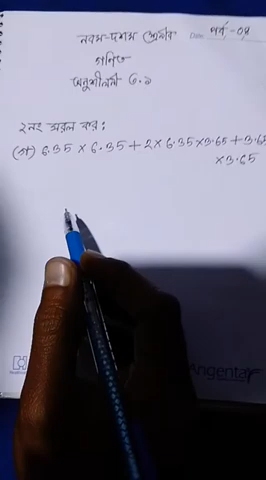 নবম-দশম শ্রেণীর
Date: পর্ব-০৪
গণিত
অনুশীলনী ৩.১
২নং সরল কর:
(গ) 6.35 × 6.35 + 2 × 6.35 × 3.65 + 3.65
× 3.65
Angenta